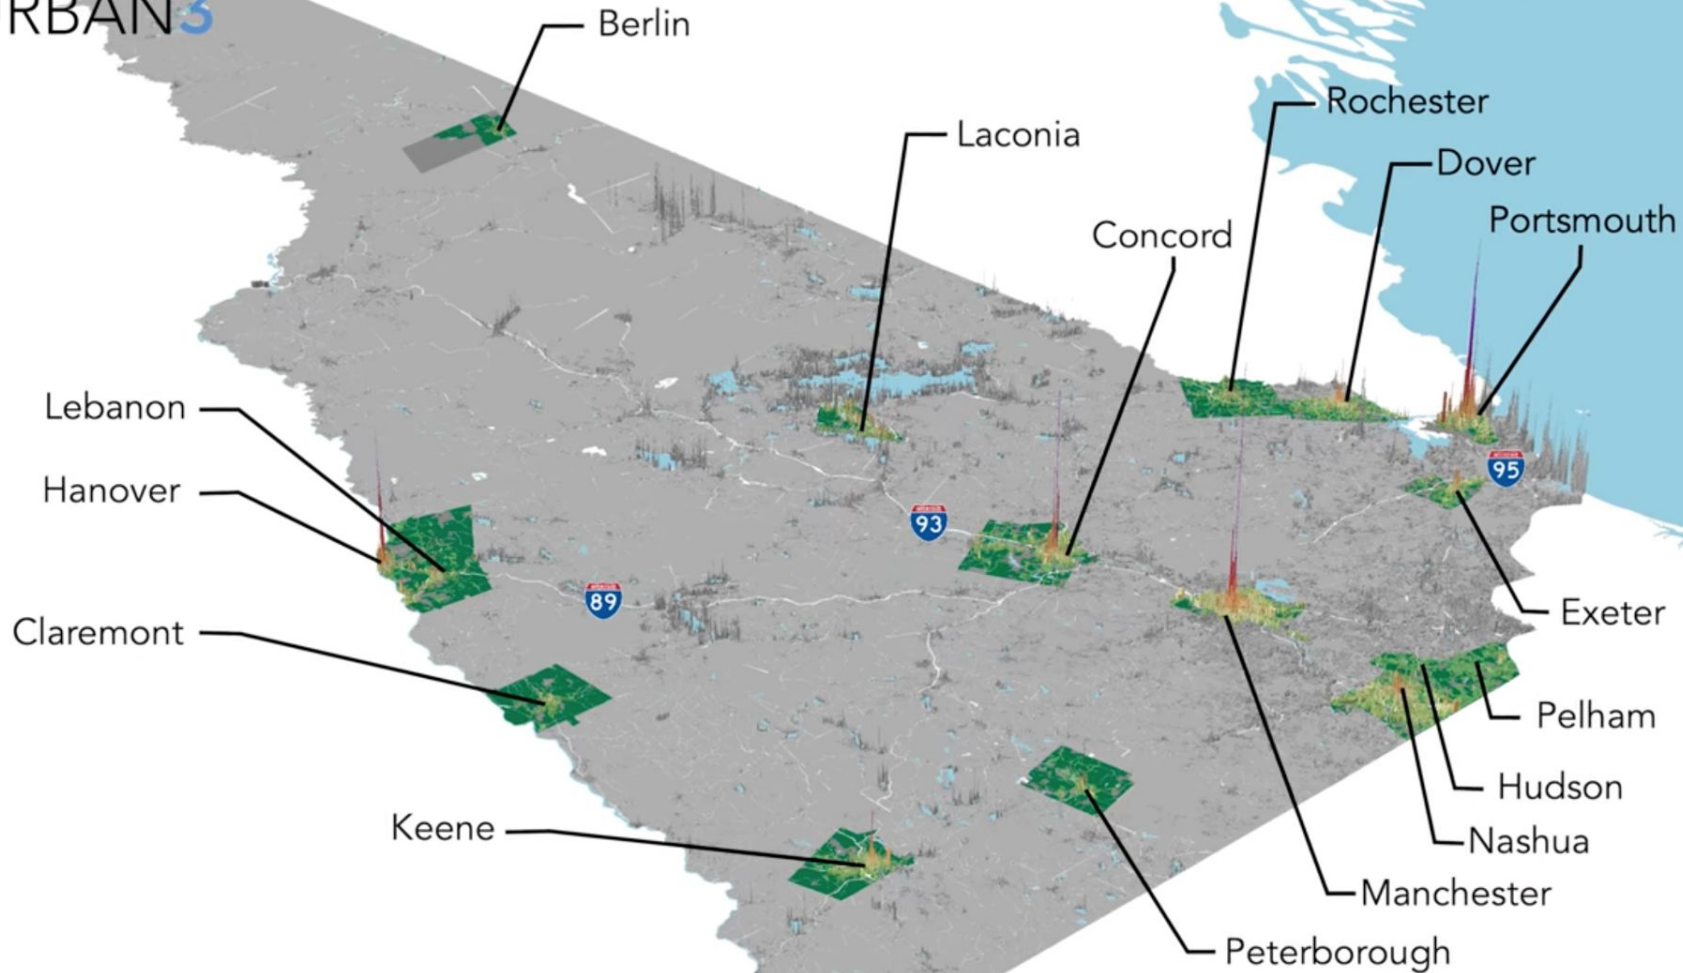 RBAN3
Berlin
Rochester
Laconia
Dover
Portsmouth
Concord
Lebanon
95
Hanover
93
89
Exeter
Claremont
Pelham
Hudson
Keene
Nashua
Manchester
Peterborough